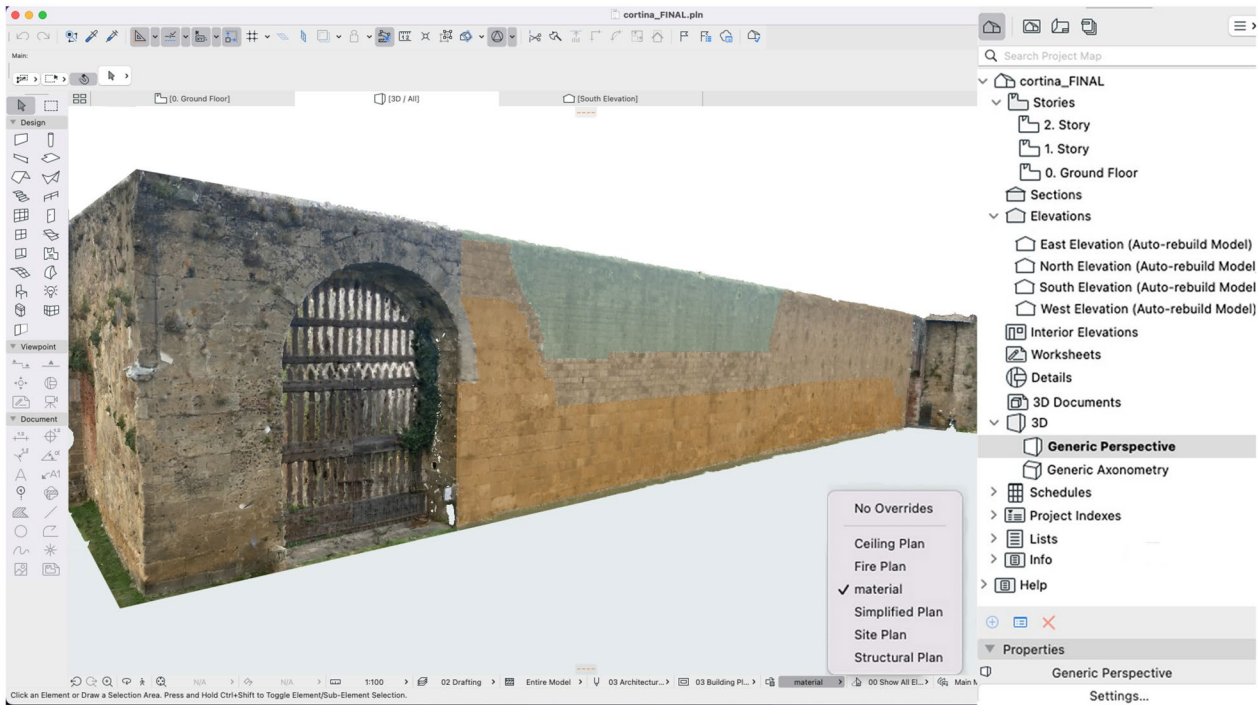 cortina_FINAL.pln
Main:
[0. Ground Floor]
[3D / All]
[South Elevation]
Design
Viewpoint
Document
A1
No Overrides
Ceiling Plan
Fire Plan
material
Simplified Plan
Site Plan
Structural Plan
N/A
N/A
1:100
02 Drafting
Entire Model
03 Architectur...
03 Building Pl...
material
00 Show All El...
Main M
Click an Element or Draw a Selection Area. Press and Hold Ctrl+Shift to Toggle Element/Sub-Element Selection.
Search Project Map
cortina_FINAL
Stories
2. Story
1. Story
0. Ground Floor
Sections
Elevations
East Elevation (Auto-rebuild Model)
North Elevation (Auto-rebuild Model
South Elevation (Auto-rebuild Model
West Elevation (Auto-rebuild Model)
Interior Elevations
Worksheets
Details
3D Documents
3D
Generic Perspective
Generic Axonometry
Schedules
Project Indexes
Lists
Info
Help
Properties
Generic Perspective
Settings...